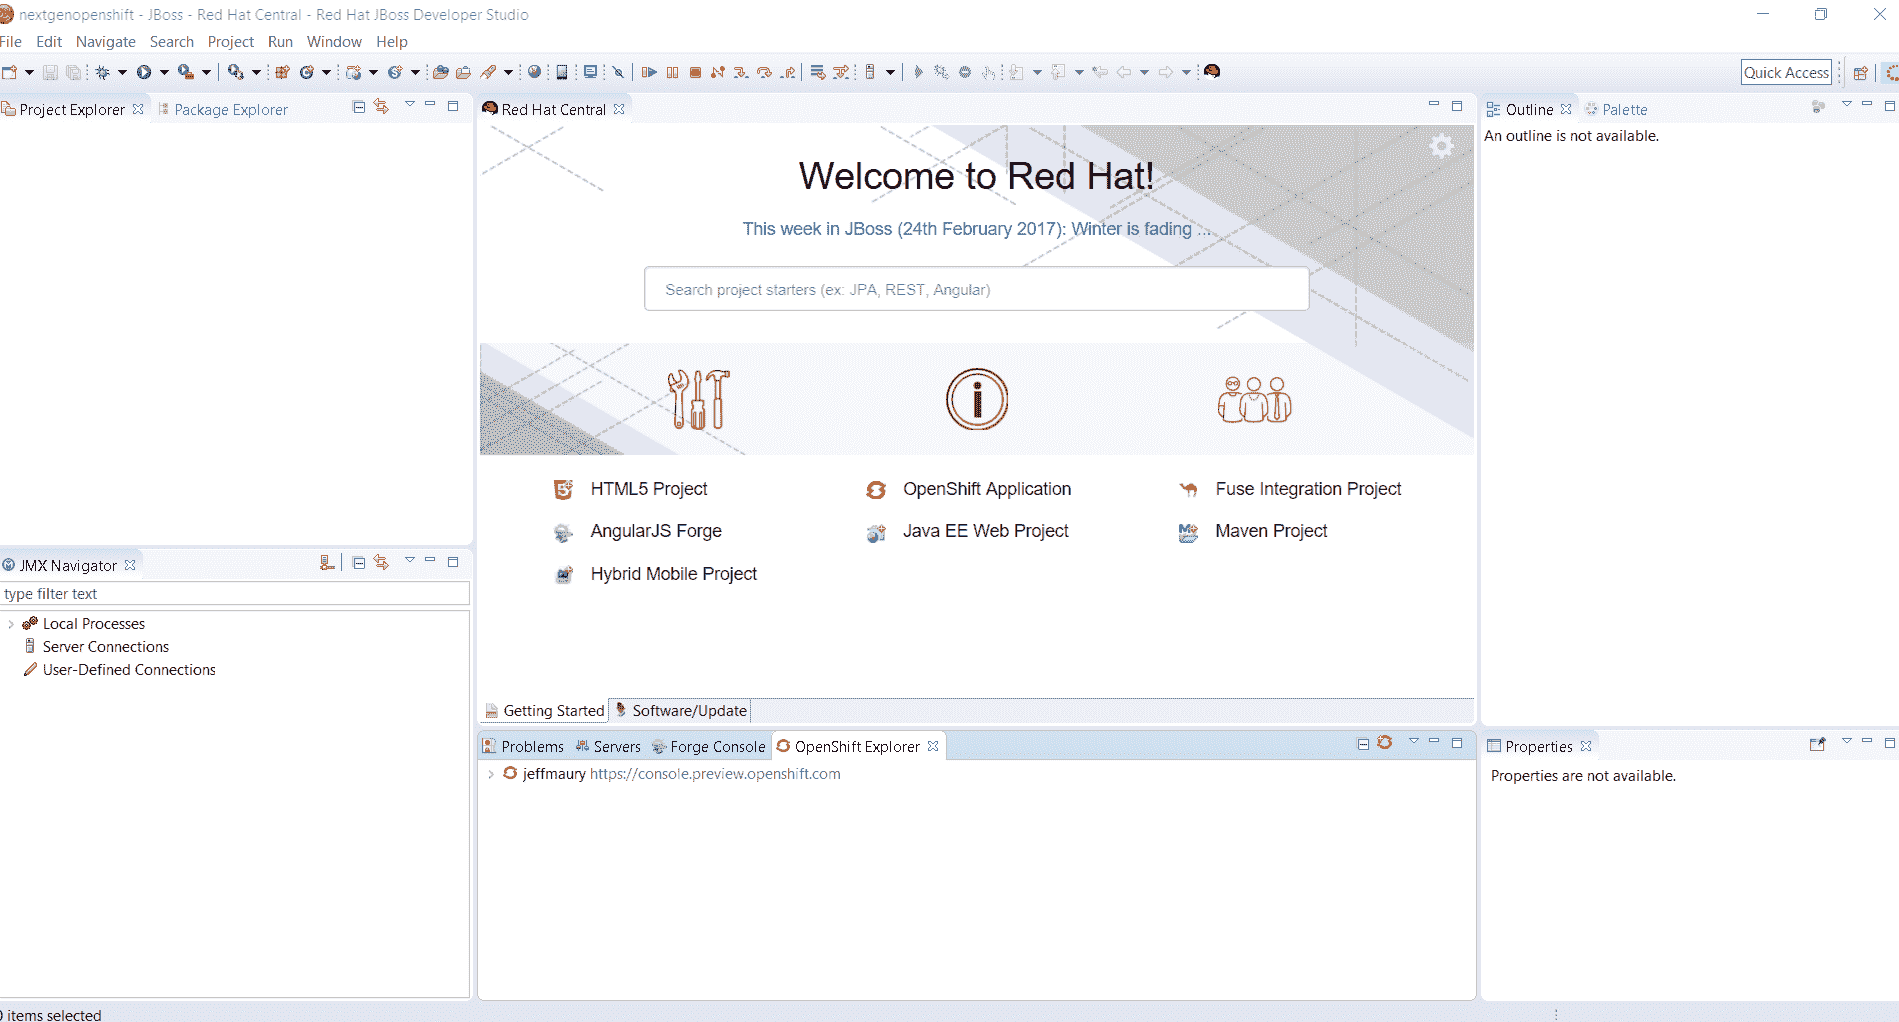 nextgenopenshift - JBoss - Red Hat Central - Red Hat JBoss Developer Studio
File Edit Navigate Search Project Run Window Help
Quick Access
Project Explorer Package Explorer
Red Hat Central
Outline Palette
An outline is not available.
Welcome to Red Hat!
This week in JBoss (24th February 2017): Winter is fading ...
Search project starters (ex: JPA, REST, Angular)
HTML5 Project OpenShift Application Fuse Integration Project
AngularJS Forge Java EE Web Project Maven Project
Hybrid Mobile Project
JMX Navigator
type filter text
Local Processes
Server Connections
User-Defined Connections
Getting Started Software/Update
Problems Servers Forge Console OpenShift Explorer
jeffmaury https://console.preview.openshift.com
Properties
Properties are not available.
0 items selected